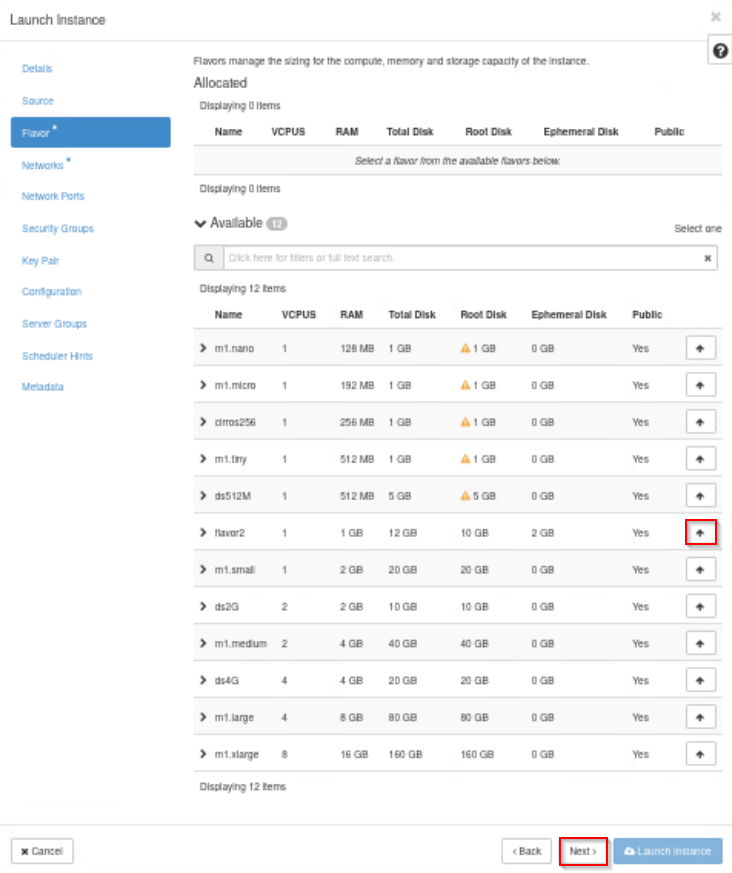 Launch Instance
Details
Source
Flavor *
Networks *
Network Ports
Security Groups
Key Pair
Configuration
Server Groups
Scheduler Hints
Metadata
Flavors manage the sizing for the compute, memory and storage capacity of the instance.
Allocated
Displaying 0 items
Name VCPUS RAM Total Disk Root Disk Ephemeral Disk Public
Select a flavor from the available flavors below.
Displaying 0 items
Available 12
Select one
Click here for filters or full text search.
Displaying 12 items
Name VCPUS RAM Total Disk Root Disk Ephemeral Disk Public
m1.nano 1 128 MB 1 GB 1 GB 0 GB Yes
m1.micro 1 192 MB 1 GB 1 GB 0 GB Yes
cirros256 1 256 MB 1 GB 1 GB 0 GB Yes
m1.tiny 1 512 MB 1 GB 1 GB 0 GB Yes
ds512M 1 512 MB 5 GB 5 GB 0 GB Yes
flavor2 1 1 GB 12 GB 10 GB 2 GB Yes
m1.small 1 2 GB 20 GB 20 GB 0 GB Yes
ds2G 2 2 GB 10 GB 10 GB 0 GB Yes
m1.medium 2 4 GB 40 GB 40 GB 0 GB Yes
ds4G 4 4 GB 20 GB 20 GB 0 GB Yes
m1.large 4 8 GB 80 GB 80 GB 0 GB Yes
m1.xlarge 8 16 GB 160 GB 160 GB 0 GB Yes
Displaying 12 items
× Cancel
‹ Back
Next ›
Launch Instance